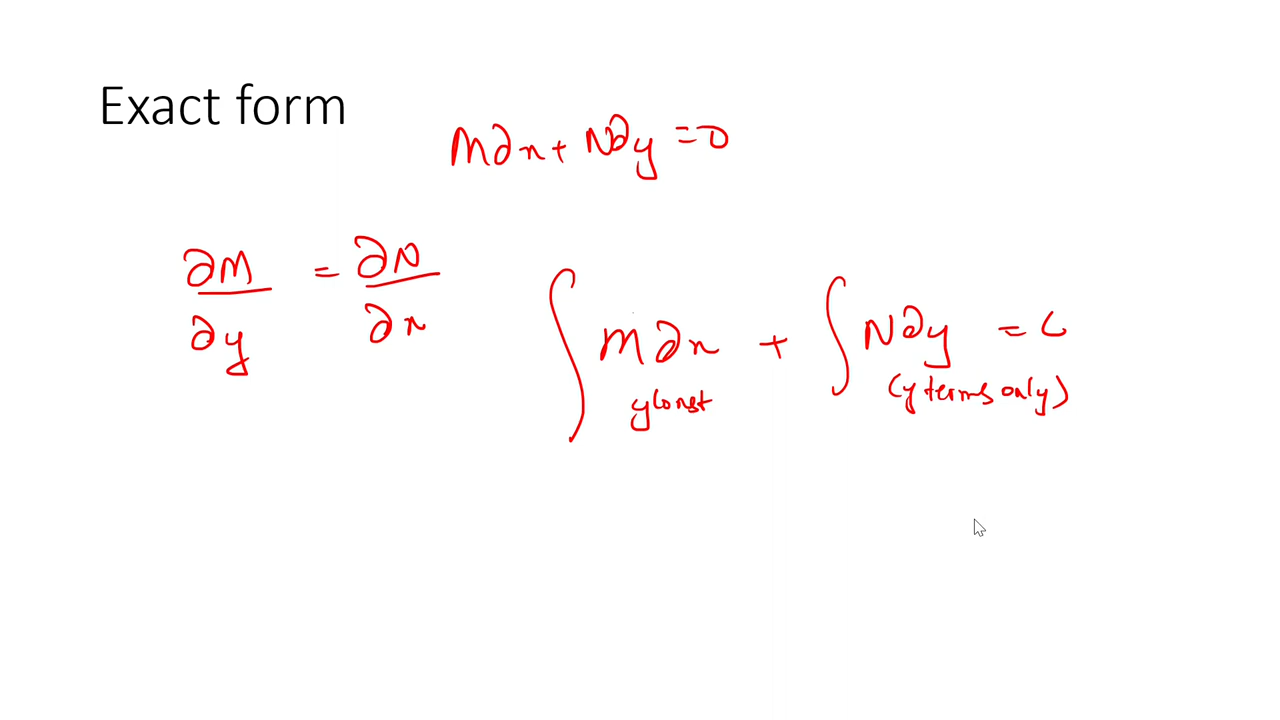 Exact form
M∂x + N∂y = 0
∂M/∂y = ∂N/∂x
∫ M∂x + ∫ N∂y = C
y const (y terms only)